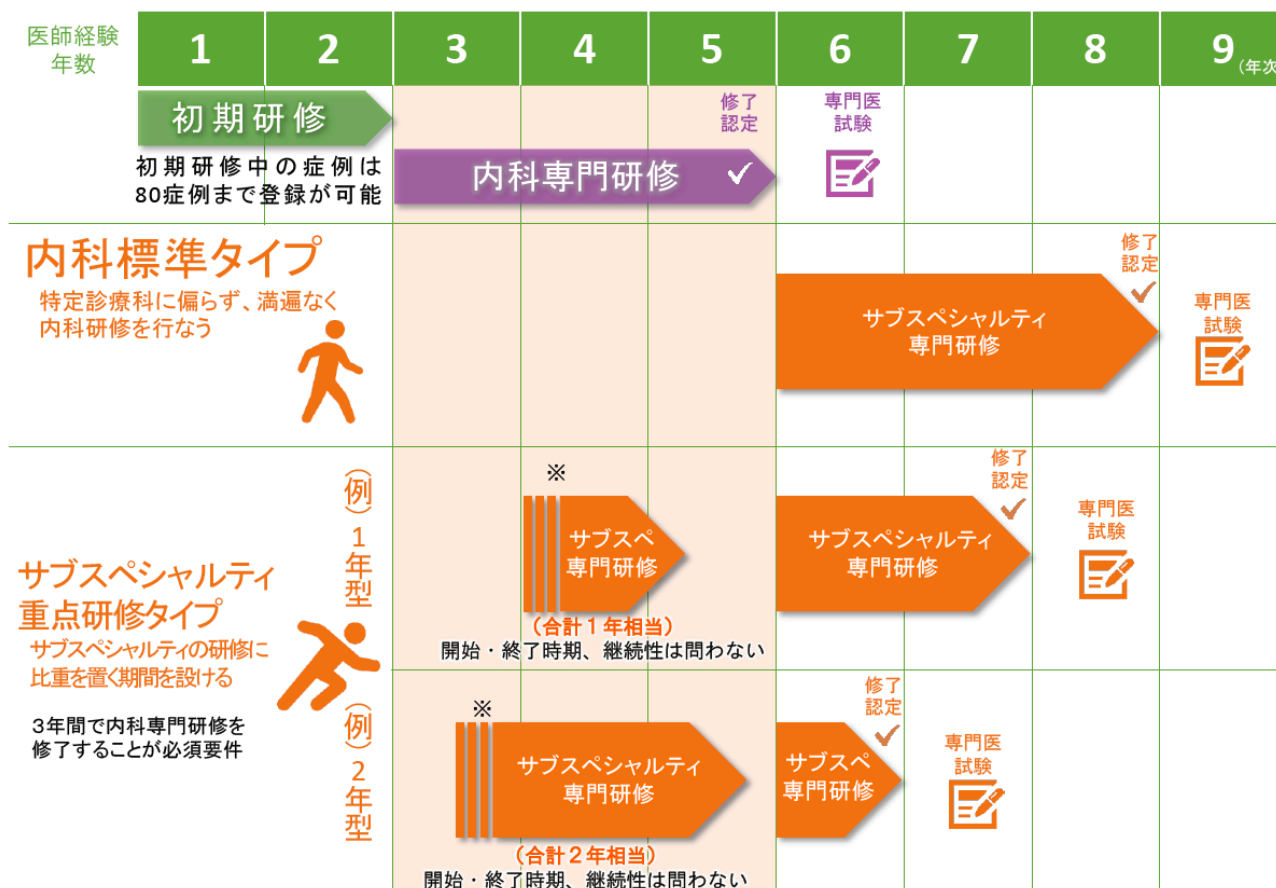 医師経験
年数
1
2
3
4
5
6
7
8
9(年次
初期研修
初期研修中の症例は
80症例まで登録が可能
修了
認定
内科専門研修
専門医
試験
内科標準タイプ
特定診療科に偏らず、満遍なく
内科研修を行なう
サブスペシャルティ
専門研修
修了
認定
専門医
試験
サブスペシャルティ
重点研修タイプ
サブスペシャルティの研修に
比重を置く期間を設ける
3年間で内科専門研修を
修了することが必須要件
(例)1年型
※
サブスペ
専門研修
(合計1年相当)
開始・終了時期、継続性は問わない
サブスペシャルティ
専門研修
修了
認定
専門医
試験
(例)2年型
※
サブスペシャルティ
専門研修
(合計2年相当)
開始・終了時期、継続性は問わない
サブスペ
専門研修
修了
認定
専門医
試験